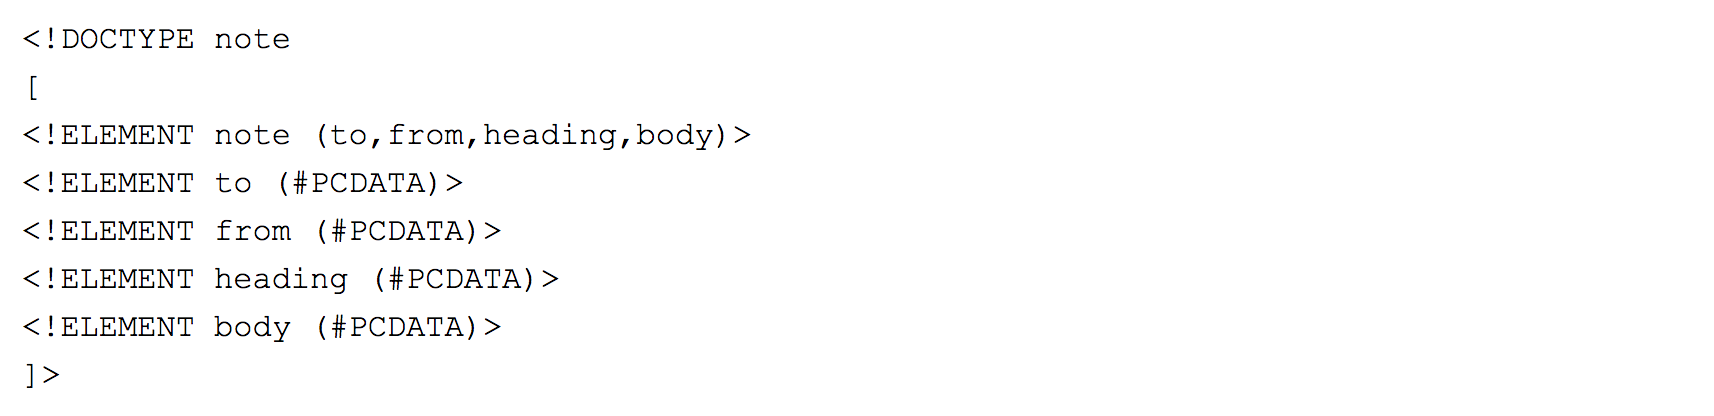 <!DOCTYPE note
[
<!ELEMENT note (to,from,heading,body)>
<!ELEMENT to (#PCDATA)>
<!ELEMENT from (#PCDATA)>
<!ELEMENT heading (#PCDATA)>
<!ELEMENT body (#PCDATA)>
]>